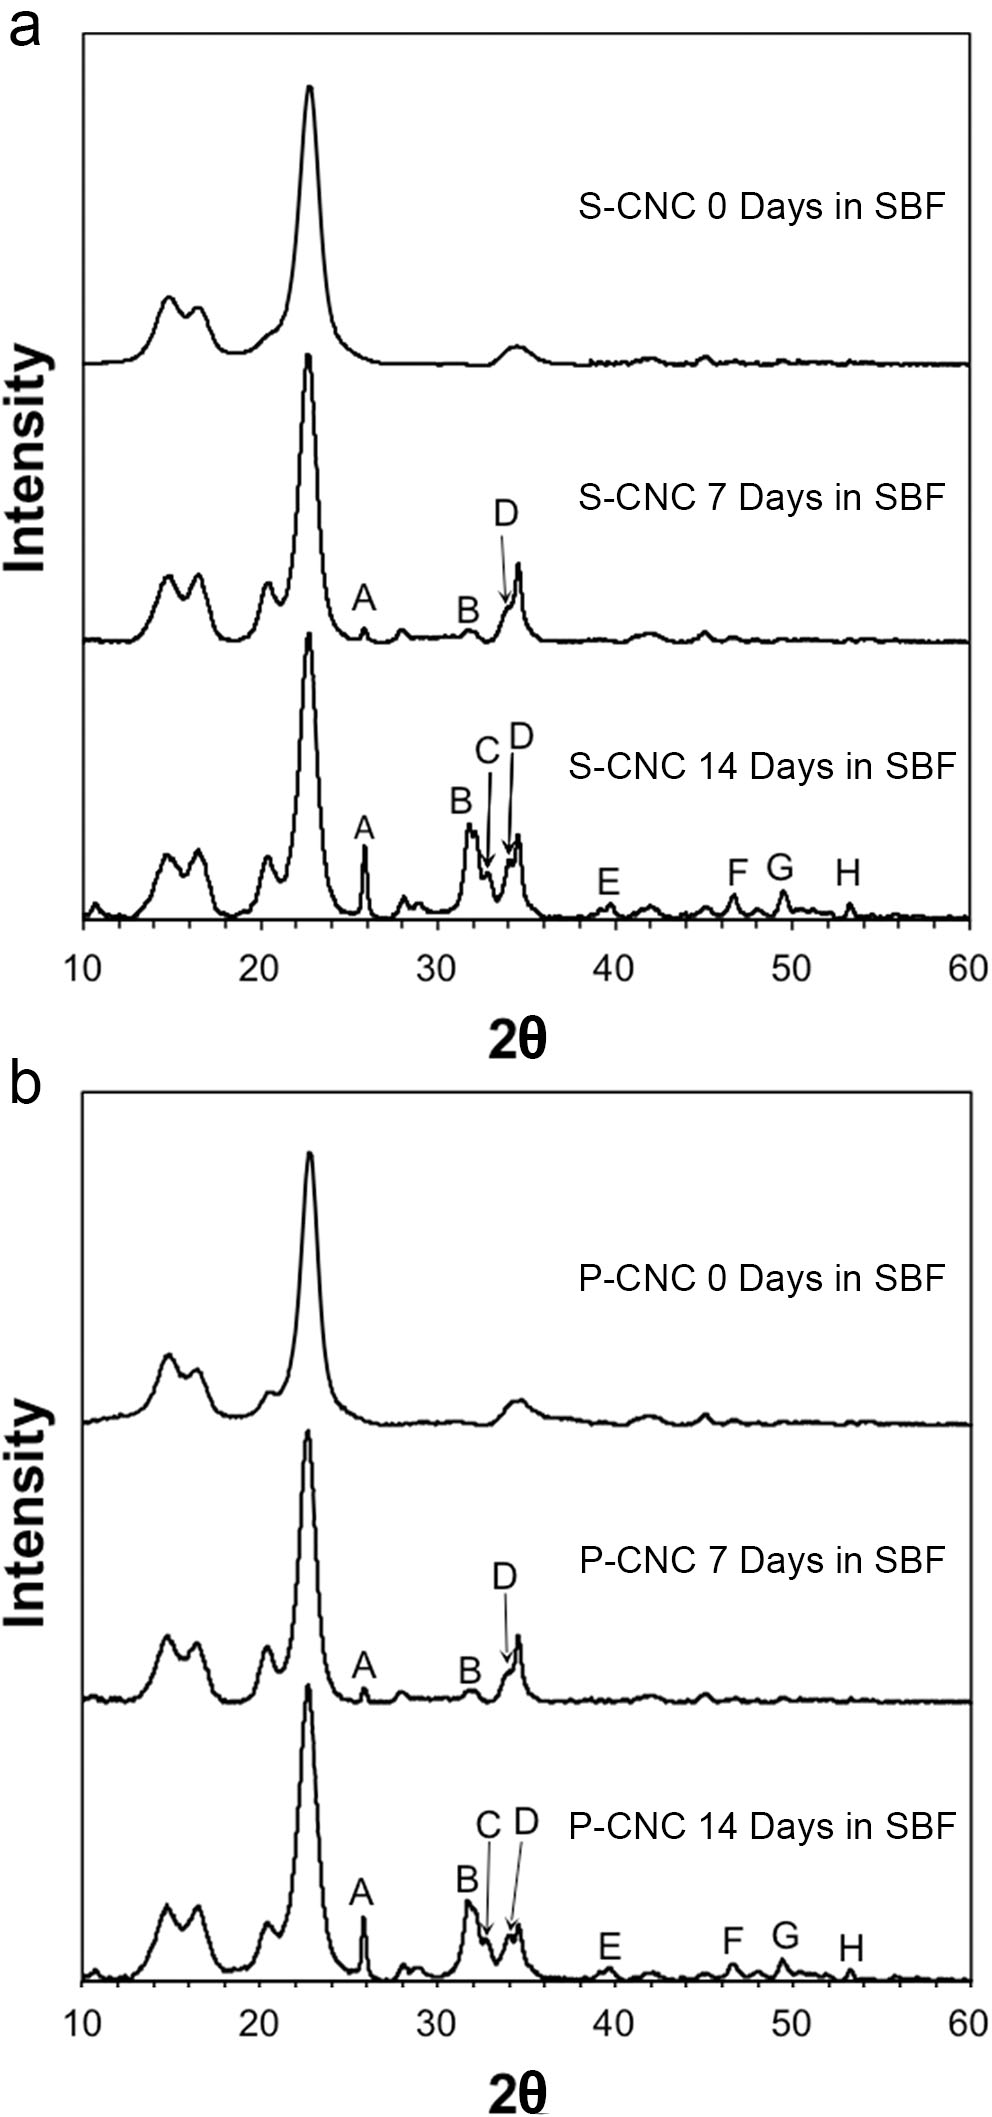 a
Intensity
S-CNC 0 Days in SBF
S-CNC 7 Days in SBF
D
A
B
S-CNC 14 Days in SBF
C
D
B
A
E
F
G
H
10
20
30
40
50
60
2θ
b
Intensity
P-CNC 0 Days in SBF
P-CNC 7 Days in SBF
D
A
B
P-CNC 14 Days in SBF
C
D
B
A
E
F
G
H
10
20
30
40
50
60
2θ